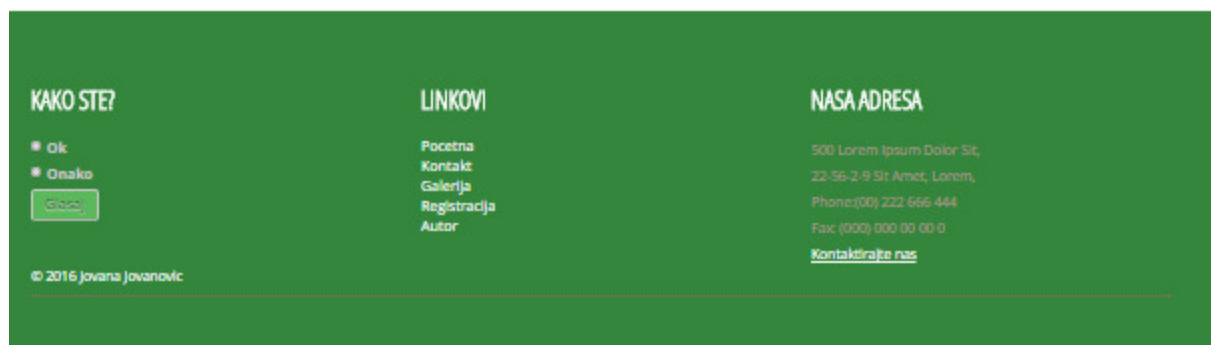 KAKO STE?
Ok
Onako
Glasaj
© 2016 Jovana Jovanovic
LINKOVI
Pocetna
Kontakt
Galerija
Registracija
Autor
NASA ADRESA
500 Lorem Ipsum Dolor Sit,
22-56-2-9 Sit Amet, Lorem,
Phone:(00) 222 666 444
Fax: (000) 000 00 00 0
Kontaktirajte nas